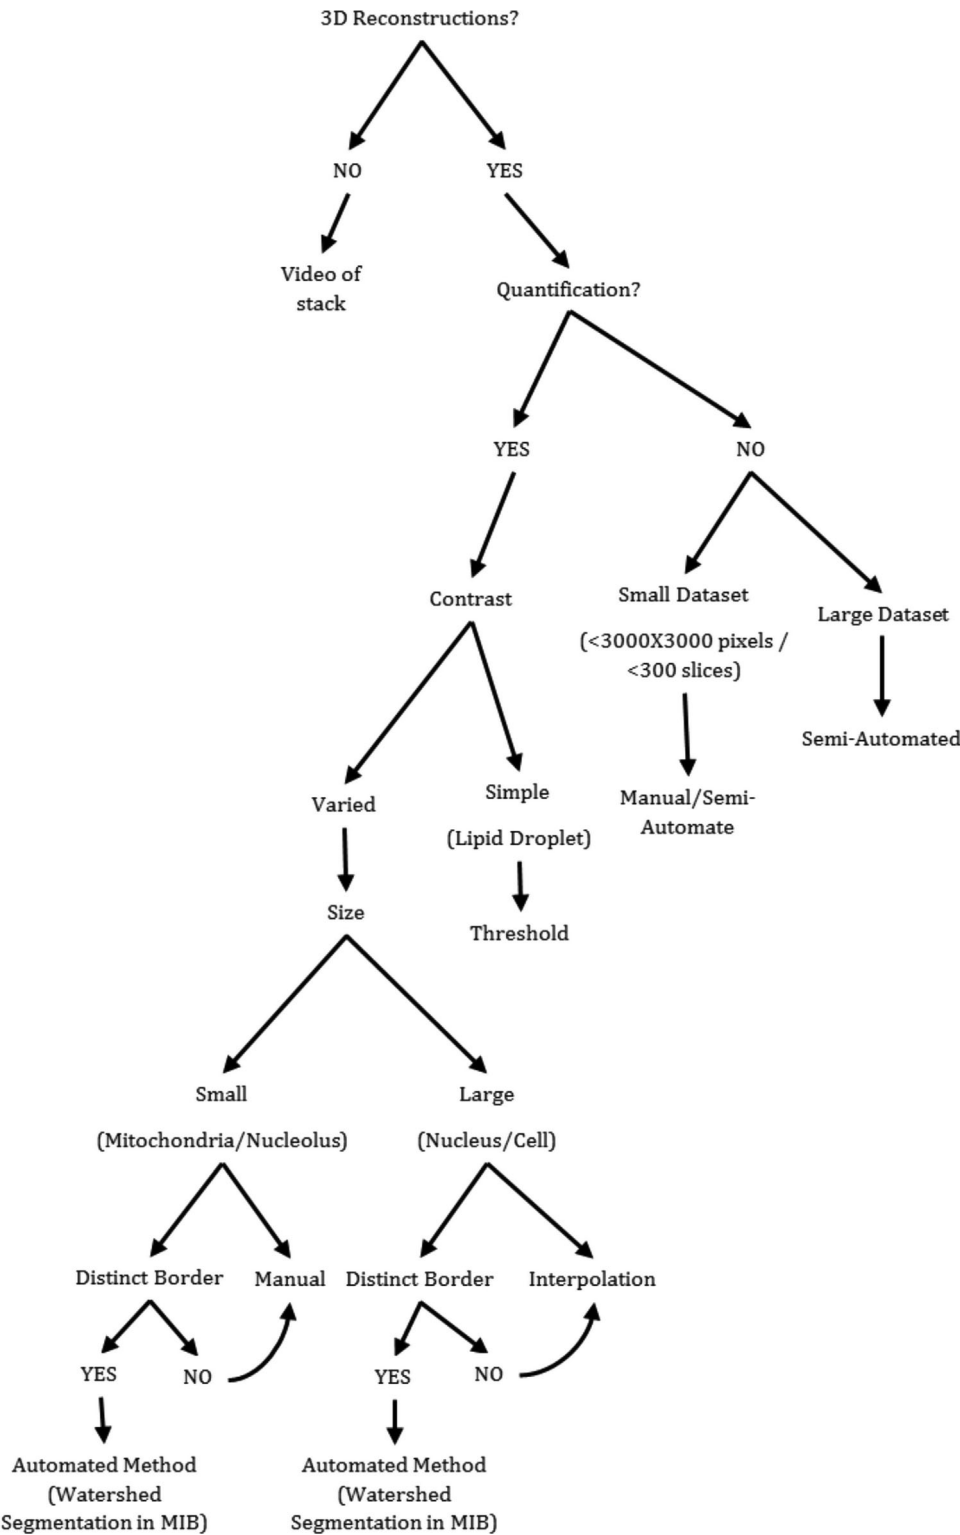 3D Reconstructions?
NO
YES
Video of
stack
Quantification?
YES
NO
Contrast
Small Dataset
(<3000X3000 pixels /
<300 slices)
Large Dataset
Semi-Automated
Varied
Simple
(Lipid Droplet)
Manual/Semi-
Automate
Size
Threshold
Small
(Mitochondria/Nucleolus)
Large
(Nucleus/Cell)
Distinct Border
Manual
Distinct Border
Interpolation
YES
NO
YES
NO
Automated Method
(Watershed
Segmentation in MIB)
Automated Method
(Watershed
Segmentation in MIB)